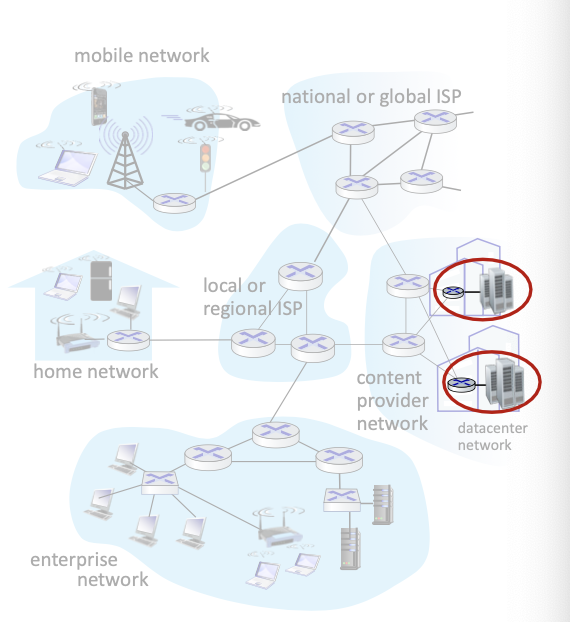 mobile network
national or global ISP
local or
regional ISP
home network
content
provider
network
datacenter
network
enterprise
network